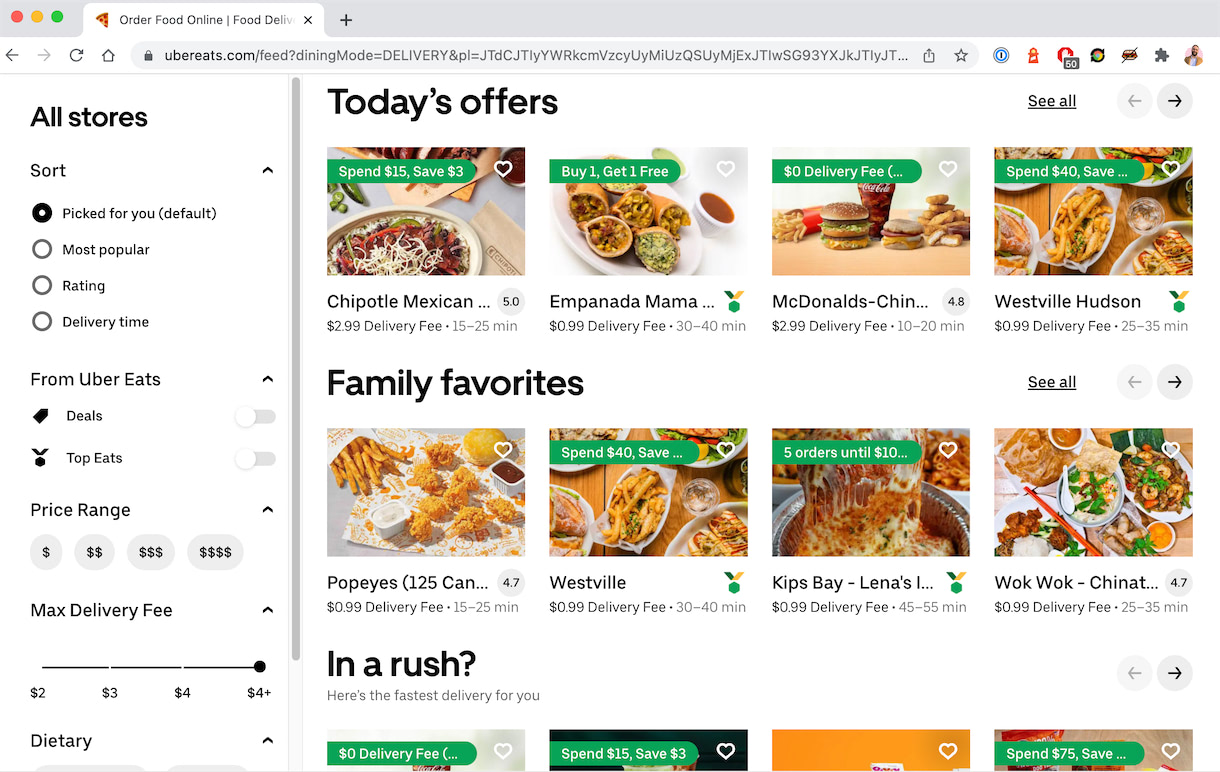 Order Food Online | Food Deliv
ubereats.com/feed?diningMode=DELIVERY&pl=JTdCJTIyYWRkcmVzcyUyMiUzQSUyMjExJTIwSG93YXJkJTIyJT...
50
All stores
Sort
Picked for you (default)
Most popular
Rating
Delivery time
From Uber Eats
Deals
Top Eats
Price Range
$ $$ $$$ $$$$
Max Delivery Fee
$2 $3 $4 $4+
Dietary
Today's offers
See all
Spend $15, Save $3
Buy 1, Get 1 Free
$0 Delivery Fee (...
Spend $40, Save ...
CHIPOTLE
Coca-Cola
Chipotle Mexican ... 5.0
$2.99 Delivery Fee • 15–25 min
Empanada Mama ...
$0.99 Delivery Fee • 30–40 min
McDonalds-Chin... 4.8
$2.99 Delivery Fee • 10–20 min
Westville Hudson
$0.99 Delivery Fee • 25–35 min
Family favorites
See all
Spend $40, Save ...
5 orders until $10...
Popeyes (125 Can... 4.7
$0.99 Delivery Fee • 15–25 min
Westville
$0.99 Delivery Fee • 30–40 min
Kips Bay - Lena's I...
$0.99 Delivery Fee • 45–55 min
Wok Wok - Chinat... 4.7
$0.99 Delivery Fee • 25–35 min
In a rush?
Here's the fastest delivery for you
$0 Delivery Fee (...
Spend $15, Save $3
Spend $75, Save ...